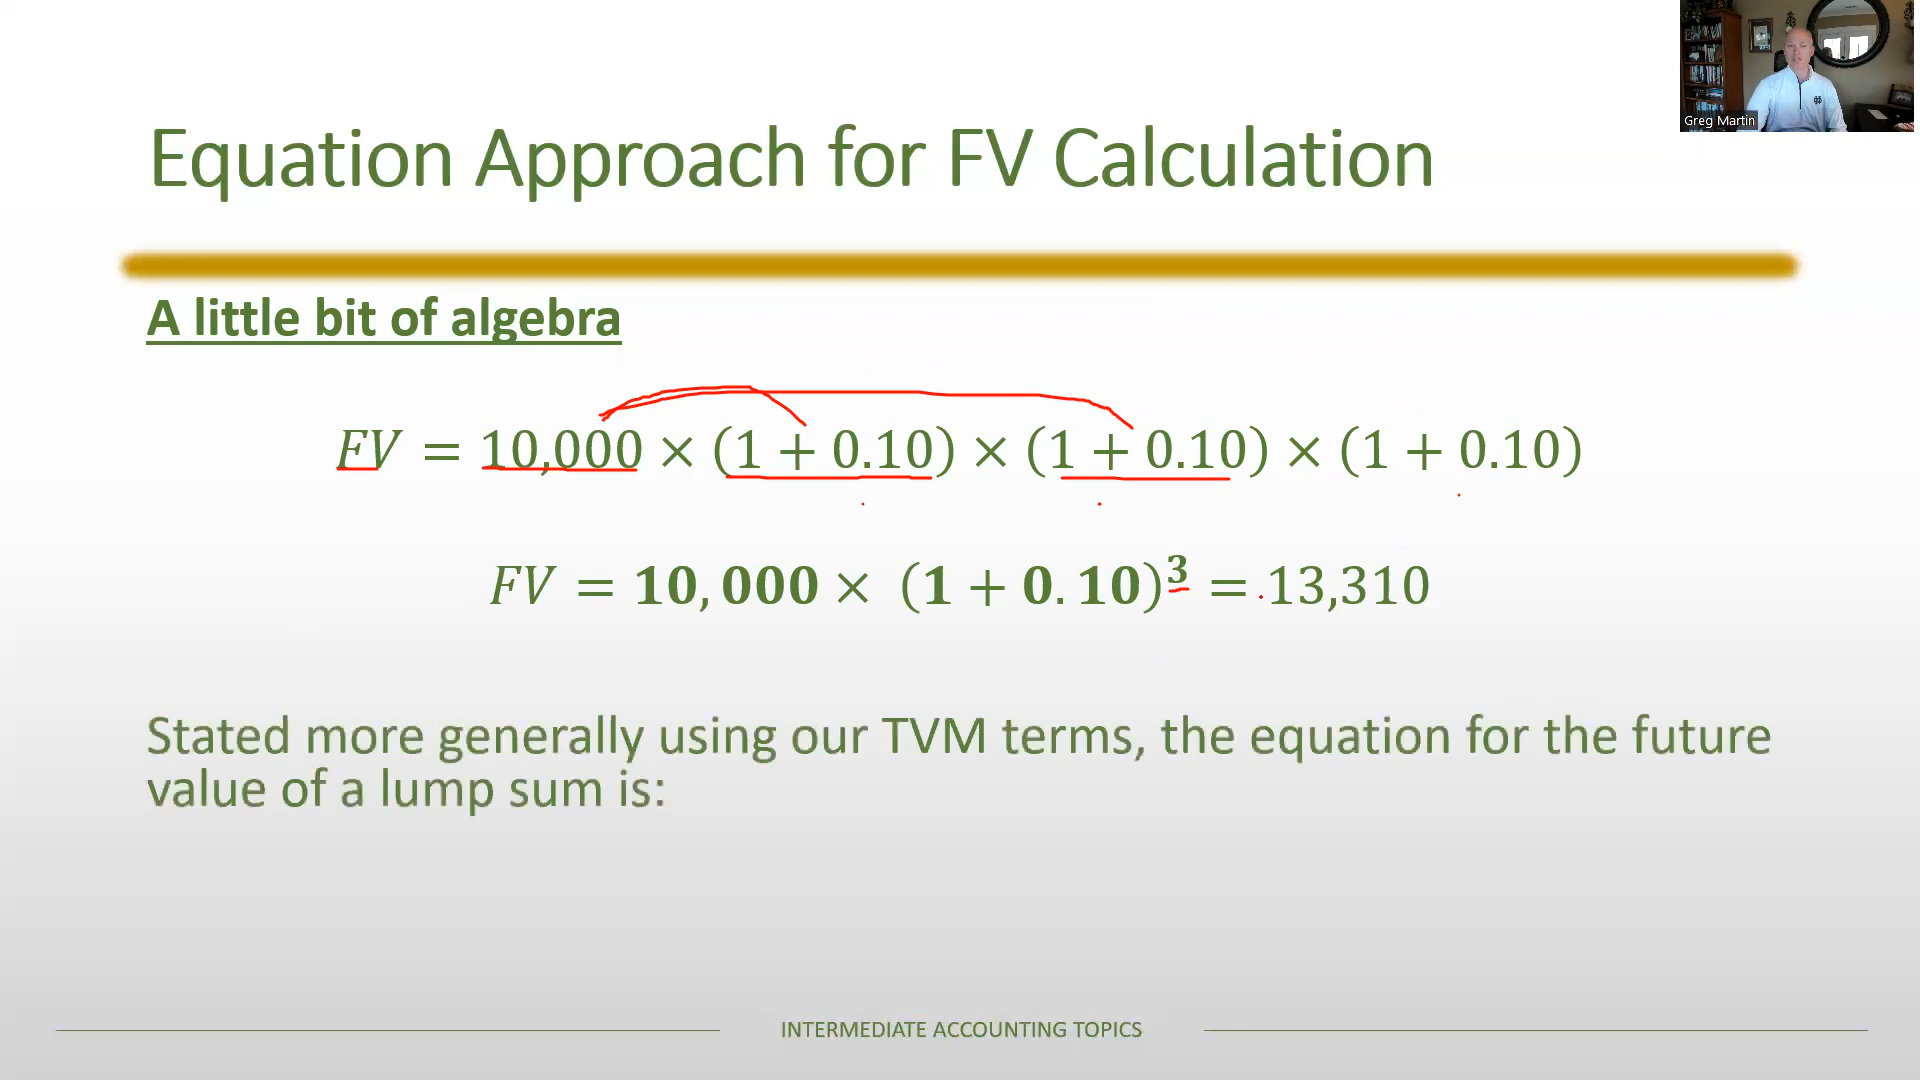 Greg Martin
Equation Approach for FV Calculation
A little bit of algebra
FV = 10,000 × (1 + 0.10) × (1 + 0.10) × (1 + 0.10)
FV = 10,000 × (1 + 0.10)³ = 13,310
Stated more generally using our TVM terms, the equation for the future
value of a lump sum is:
INTERMEDIATE ACCOUNTING TOPICS